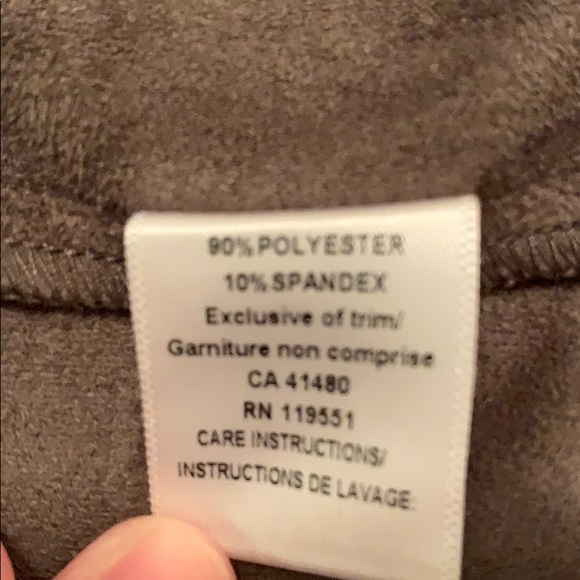 90% POLYESTER
10% SPANDEX
Exclusive of trim/
Garniture non comprise
CA 41480
RN 119551
CARE INSTRUCTIONS/
INSTRUCTIONS DE LAVAGE: